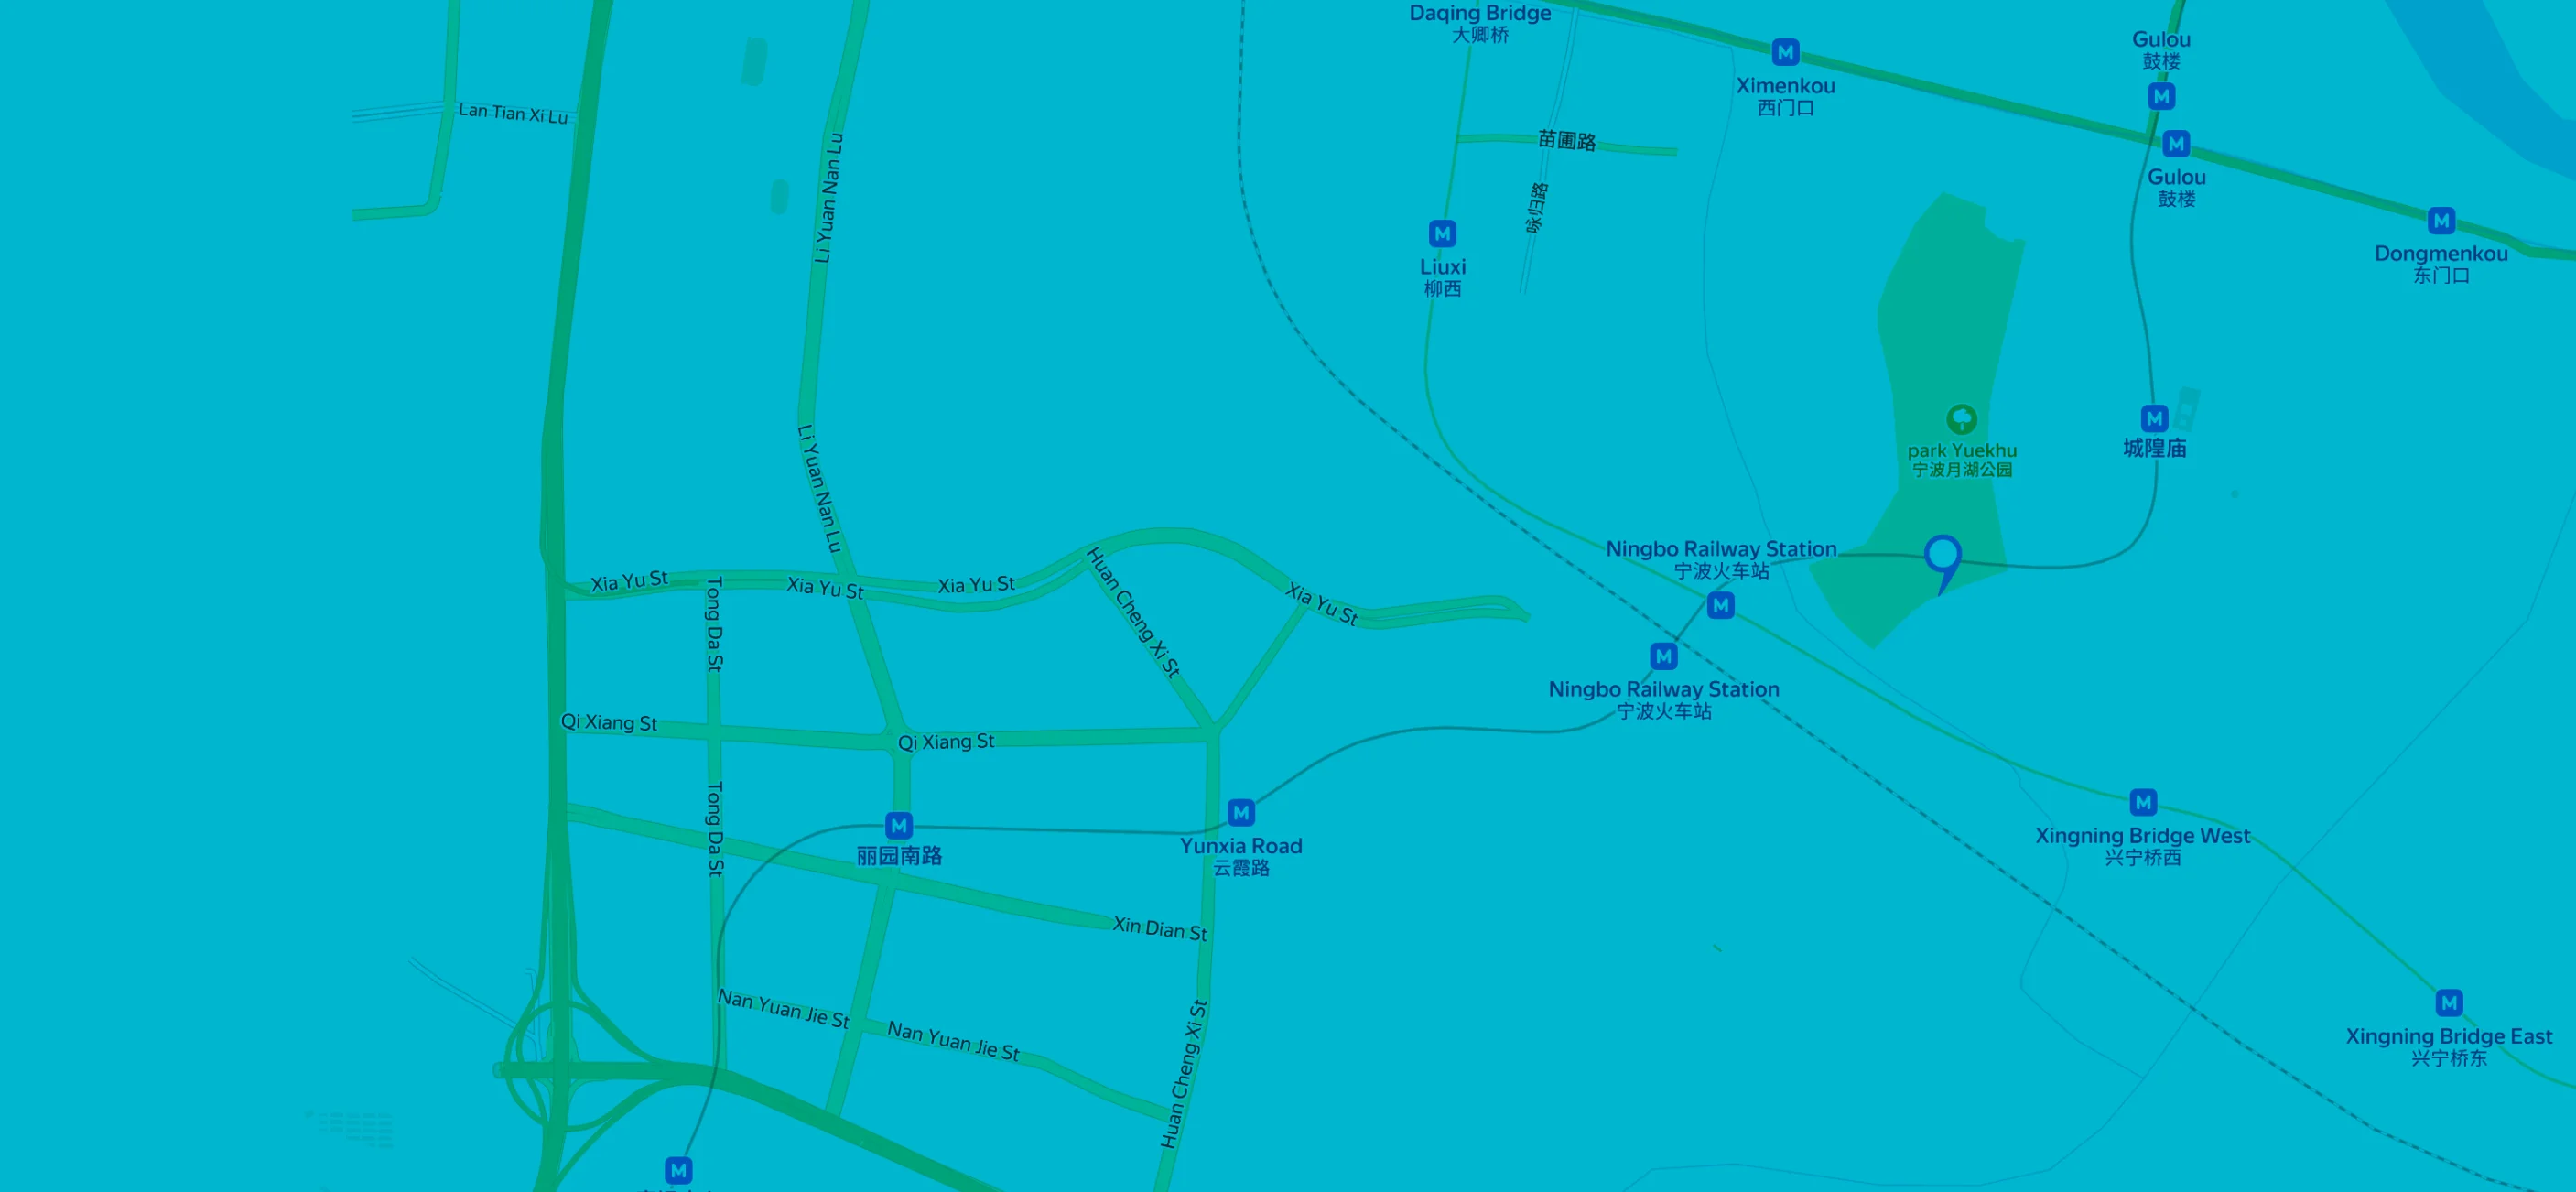 Daqing Bridge
大卿桥
Gulou
鼓楼
M
Ximenkou
西门口
M
Lan Tian Xi Lu
苗圃路
M
Gulou
鼓楼
Li Yuan Nan Lu
咏归路
M
Liuxi
柳西
M
Dongmenkou
东门口
M
城隍庙
park Yuekhu
宁波月湖公园
Li Yuan Nan Lu
Ningbo Railway Station
宁波火车站
M
Xia Yu St
Xia Yu St
Xia Yu St
Xia Yu St
Tong Da St
Huan Cheng Xi St
M
Ningbo Railway Station
宁波火车站
Qi Xiang St
Qi Xiang St
M
Xingning Bridge West
兴宁桥西
Tong Da St
M
丽园南路
M
Yunxia Road
云霞路
Xin Dian St
Nan Yuan Jie St
Nan Yuan Jie St
Huan Cheng Xi St
M
Xingning Bridge East
兴宁桥东
M